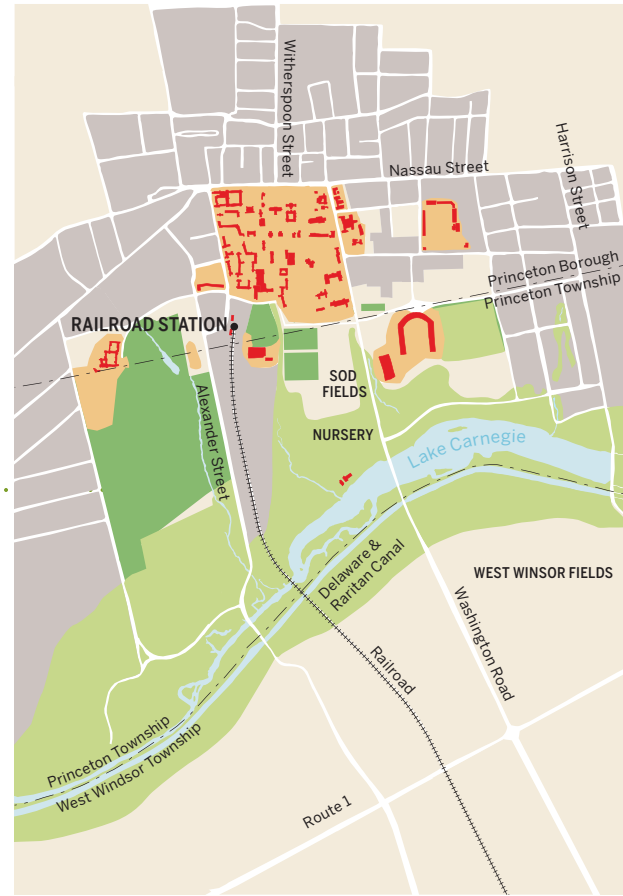 Witherspoon Street
Nassau Street
Harrison Street
Princeton Borough
Princeton Township
RAILROAD STATION
SOD
FIELDS
NURSERY
Alexander Street
Lake Carnegie
Delaware &
Raritan Canal
WEST WINSOR FIELDS
Washington Road
Railroad
Princeton Township
West Windsor Township
Route 1